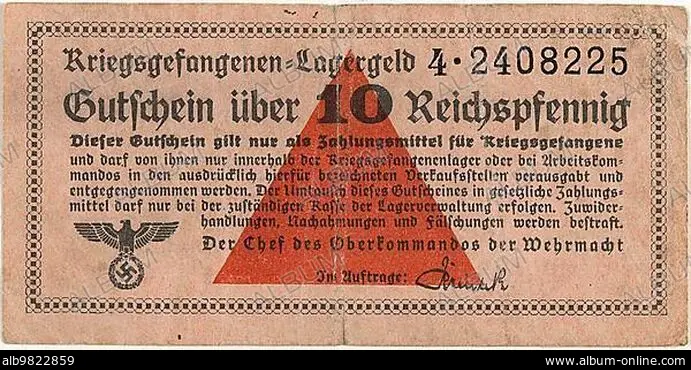 Kriegsgefangenen=Lagergeld 4·2408225
Gutschein über 10 Reichspfennig
Dieser Gutschein gilt nur als Zahlungsmittel für Kriegsgefangene
und darf von ihnen nur innerhalb der Kriegsgefangenenlager oder bei Arbeitskom-
mandos in den ausdrücklich hierfür bezeichneten Verkaufsstellen verausgabt und
entgegengenommen werden. Der Umtausch dieses Gutscheines in gesetzliche Zahlungs-
mittel darf nur bei der zuständigen Kasse der Lagerverwaltung erfolgen. Zuwider-
handlungen, Nachahmungen und Fälschungen werden bestraft.
Der Chef des Oberkommandos der Wehrmacht
Im Auftrage:
ALBUM
alb9822859
www.album-online.com